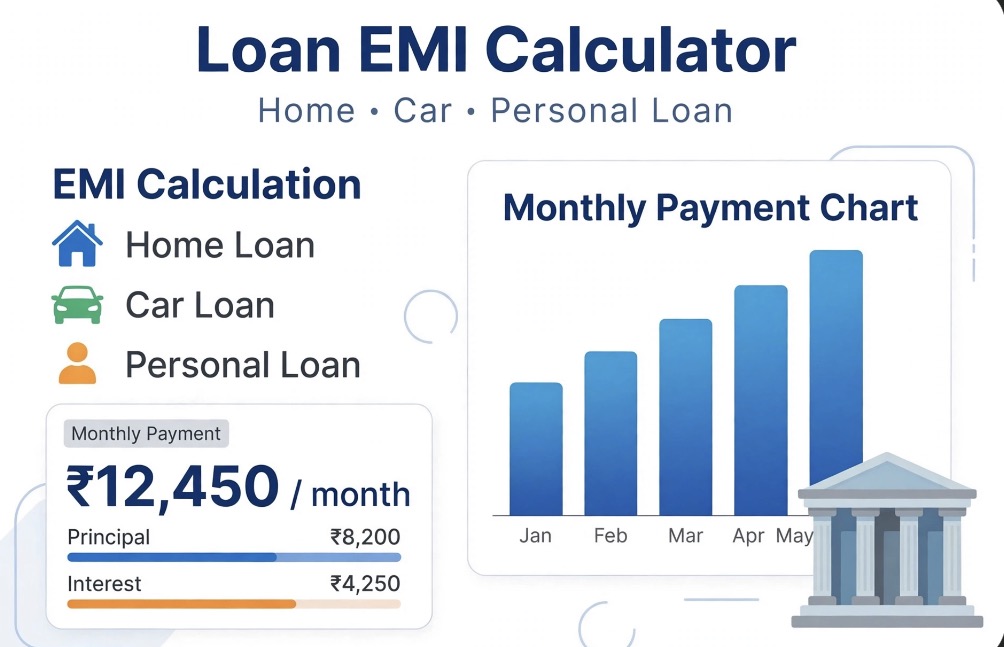 Loan EMI Calculator
Home • Car • Personal Loan
EMI Calculation
Home Loan
Car Loan
Personal Loan
Monthly Payment
₹12,450 / month
Principal ₹8,200
Interest ₹4,250
Monthly Payment Chart
Jan Feb Mar Apr May